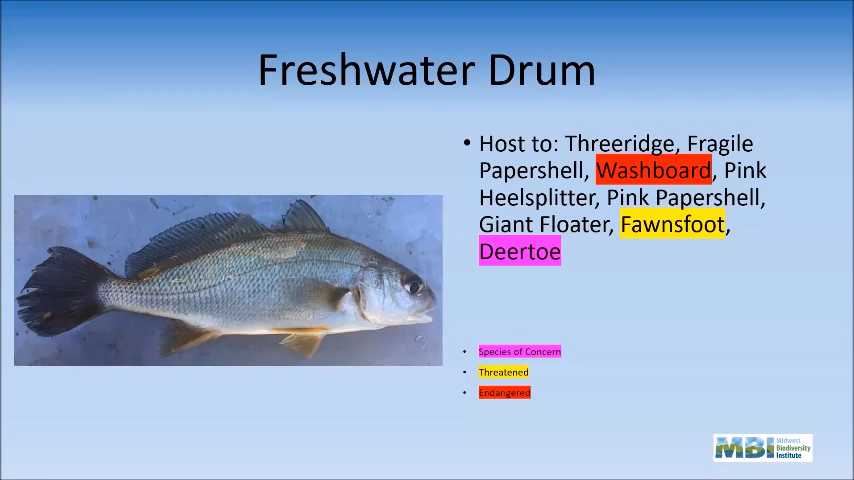 Freshwater Drum
• Host to: Threeridge, Fragile
Papershell, Washboard, Pink
Heelsplitter, Pink Papershell,
Giant Floater, Fawnsfoot,
Deertoe
• Species of Concern
• Threatened
• Endangered
MBI Midwest
Biodiversity
Institute